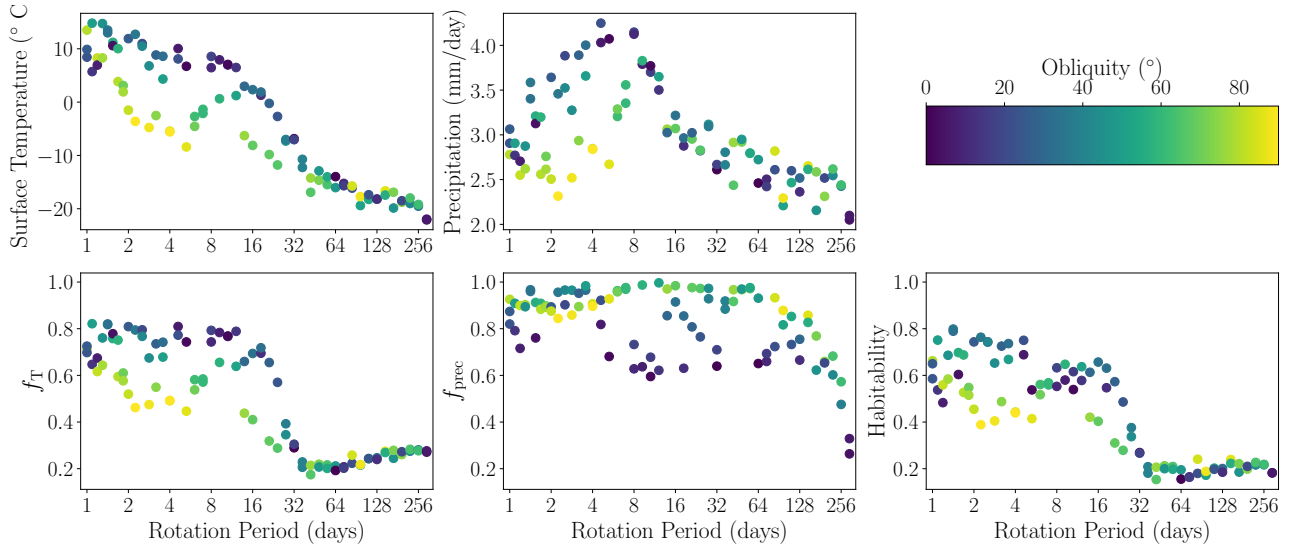 Surface Temperature (° C
10
0
−10
−20
1 2 4 8 16 32 64 128 256
Precipitation (mm/day)
4.0
3.5
3.0
2.5
2.0
1 2 4 8 16 32 64 128 256
Obliquity (°)
0 20 40 60 80
f_T
1.0
0.8
0.6
0.4
0.2
1 2 4 8 16 32 64 128 256
Rotation Period (days)
f_prec
1.0
0.8
0.6
0.4
0.2
1 2 4 8 16 32 64 128 256
Rotation Period (days)
Habitability
1.0
0.8
0.6
0.4
0.2
1 2 4 8 16 32 64 128 256
Rotation Period (days)